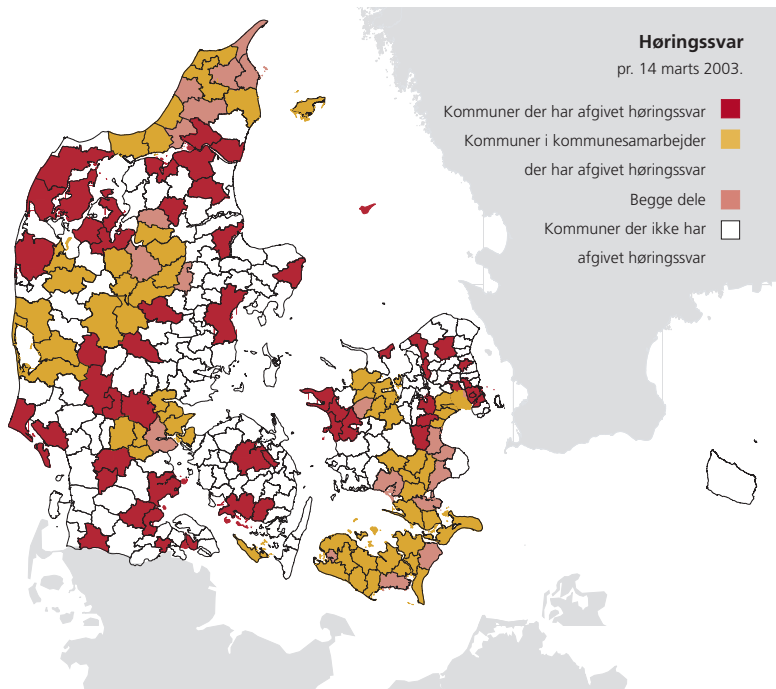 Høringssvar
pr. 14 marts 2003.
Kommuner der har afgivet høringssvar
Kommuner i kommunesamarbejder
der har afgivet høringssvar
Begge dele
Kommuner der ikke har
afgivet høringssvar